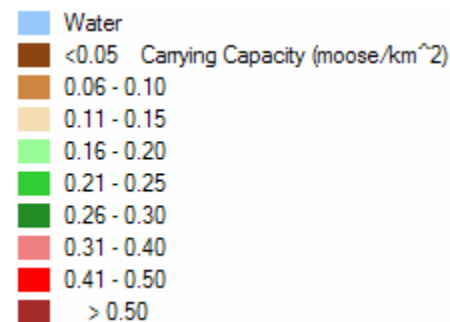 Water
<0.05 Carrying Capacity (moose/km^2)
0.06 - 0.10
0.11 - 0.15
0.16 - 0.20
0.21 - 0.25
0.26 - 0.30
0.31 - 0.40
0.41 - 0.50
> 0.50